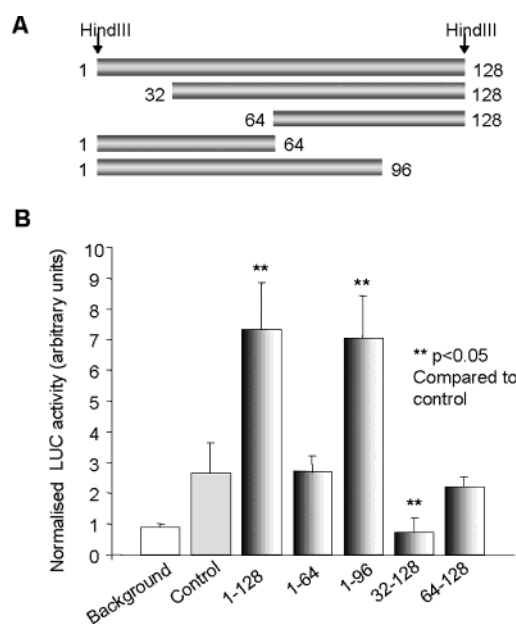 A
HindIII HindIII
1 128
32 128
64 128
1 64
1 96
B
Normalised LUC activity (arbitrary units)
10
9
8
7
6
5
4
3
2
1
0
**
**
**
** p<0.05
Compared to
control
Background Control 1-128 1-64 1-96 32-128 64-128